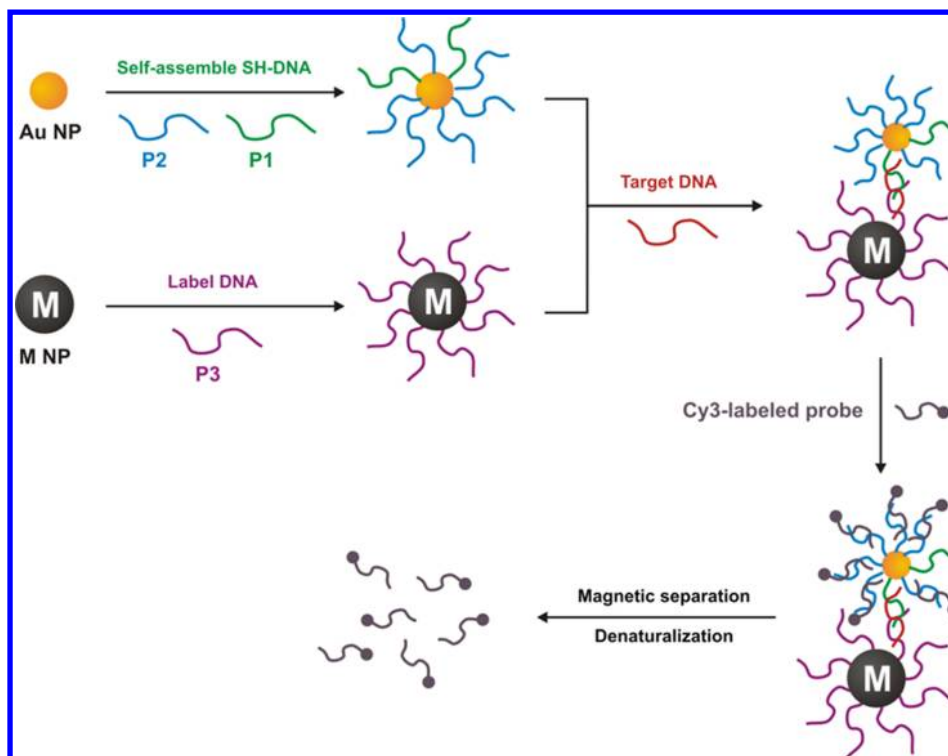 Self-assemble SH-DNA
Au NP
P2 P1
Target DNA
M
Label DNA
M
M
M NP
P3
Cy3-labeled probe
Magnetic separation
Denaturalization
M